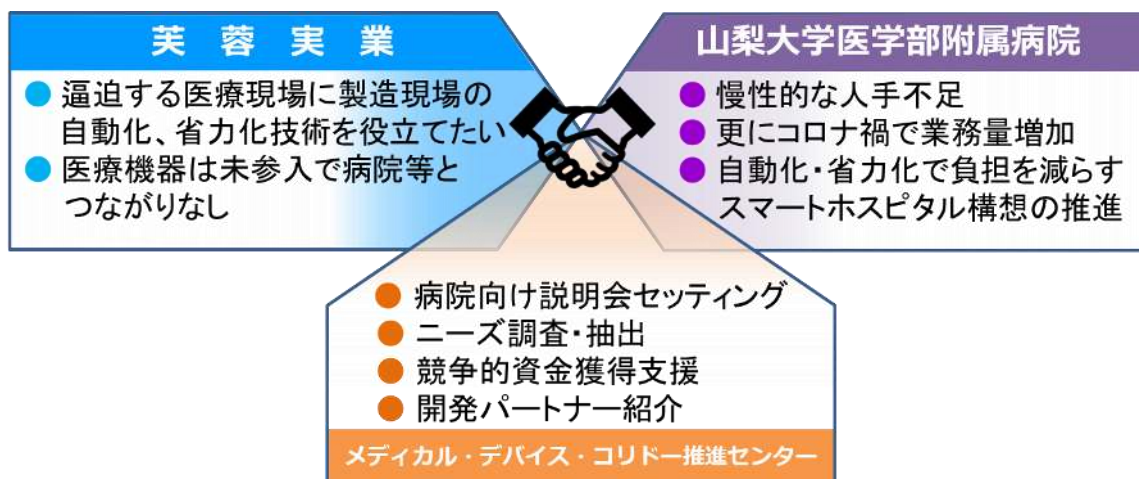 芙蓉実業
● 逼迫する医療現場に製造現場の
自動化、省力化技術を役立てたい
● 医療機器は未参入で病院等と
つながりなし
山梨大学医学部附属病院
● 慢性的な人手不足
● 更にコロナ禍で業務量増加
● 自動化・省力化で負担を減らす
スマートホスピタル構想の推進
● 病院向け説明会セッティング
● ニーズ調査・抽出
● 競争的資金獲得支援
● 開発パートナー紹介
メディカル・デバイス・コリドー推進センター